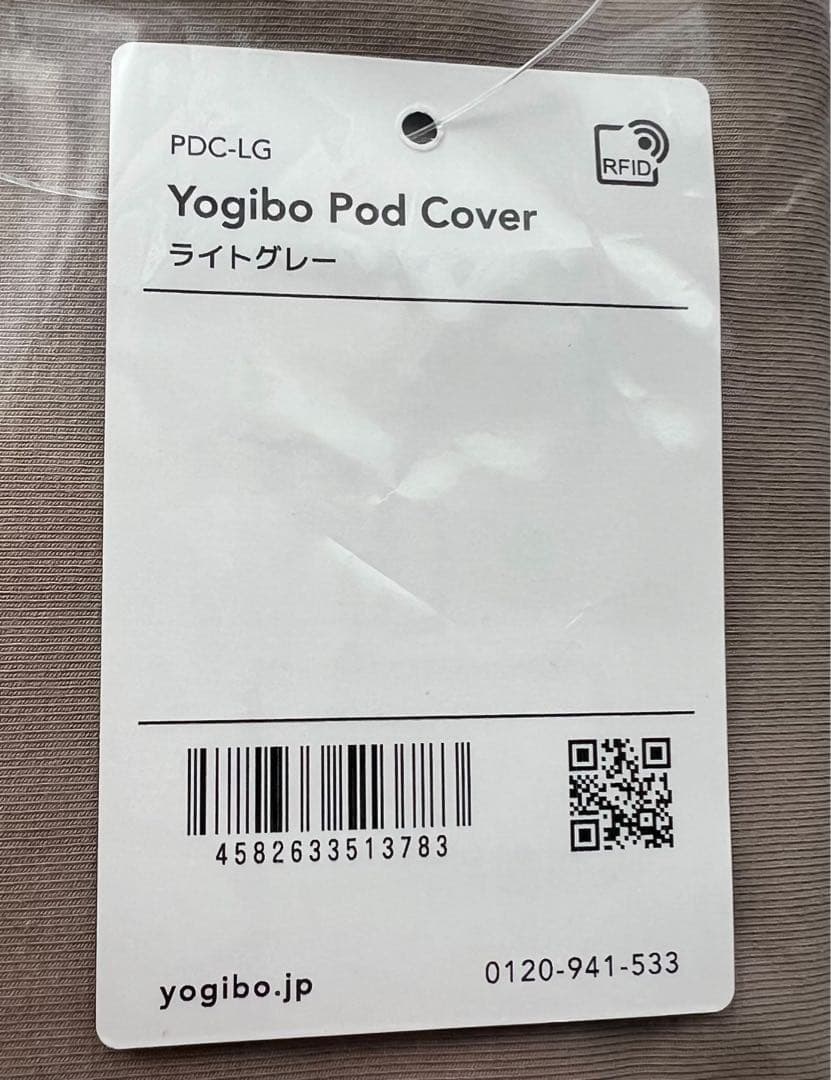 PDC-LG
RFID
Yogibo Pod Cover
ライトグレー
4582633513783
yogibo.jp
0120-941-533